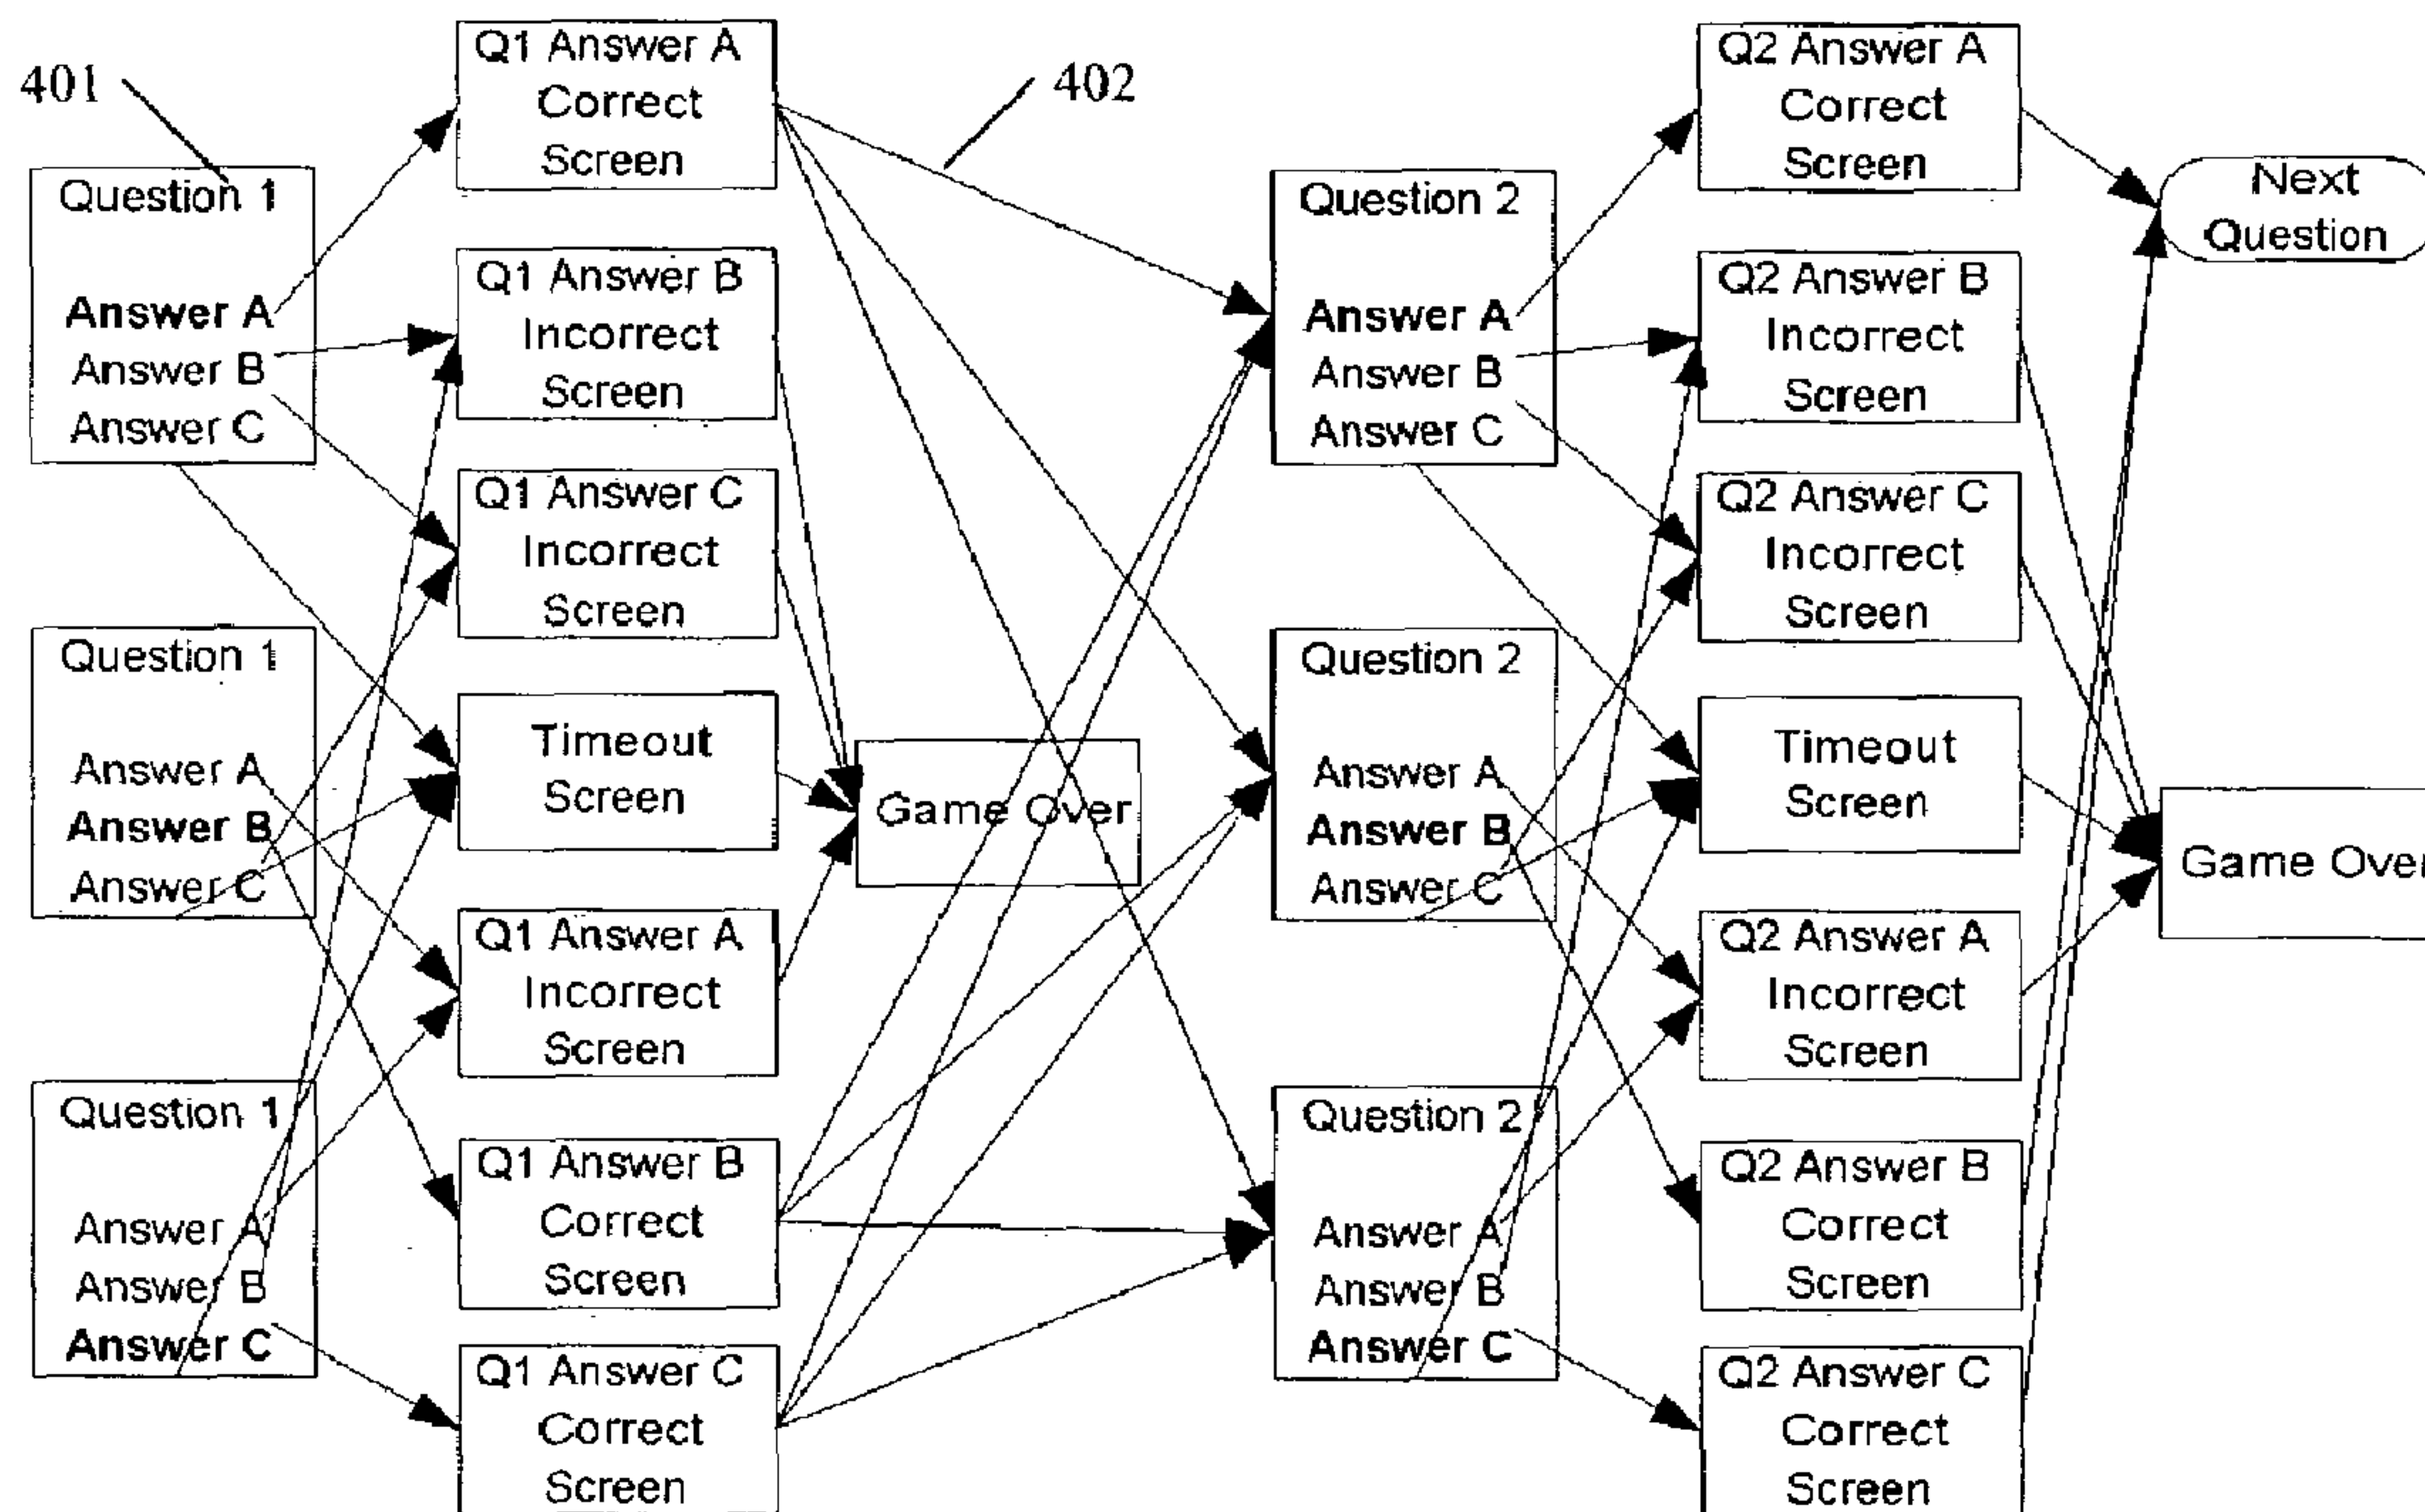 401
Question 1
Answer A
Answer B
Answer C
Question 1
Answer A
Answer B
Answer C
Question 1
Answer A
Answer B
Answer C
Q1 Answer A
Correct
Screen
Q1 Answer B
Incorrect
Screen
Q1 Answer C
Incorrect
Screen
Timeout
Screen
Q1 Answer A
Incorrect
Screen
Q1 Answer B
Correct
Screen
Q1 Answer C
Correct
Screen
Game Over
402
Question 2
Answer A
Answer B
Answer C
Question 2
Answer A
Answer B
Answer C
Question 2
Answer A
Answer B
Answer C
Q2 Answer A
Correct
Screen
Q2 Answer B
Incorrect
Screen
Q2 Answer C
Incorrect
Screen
Timeout
Screen
Q2 Answer A
Incorrect
Screen
Q2 Answer B
Correct
Screen
Q2 Answer C
Correct
Screen
Next
Question
Game Over